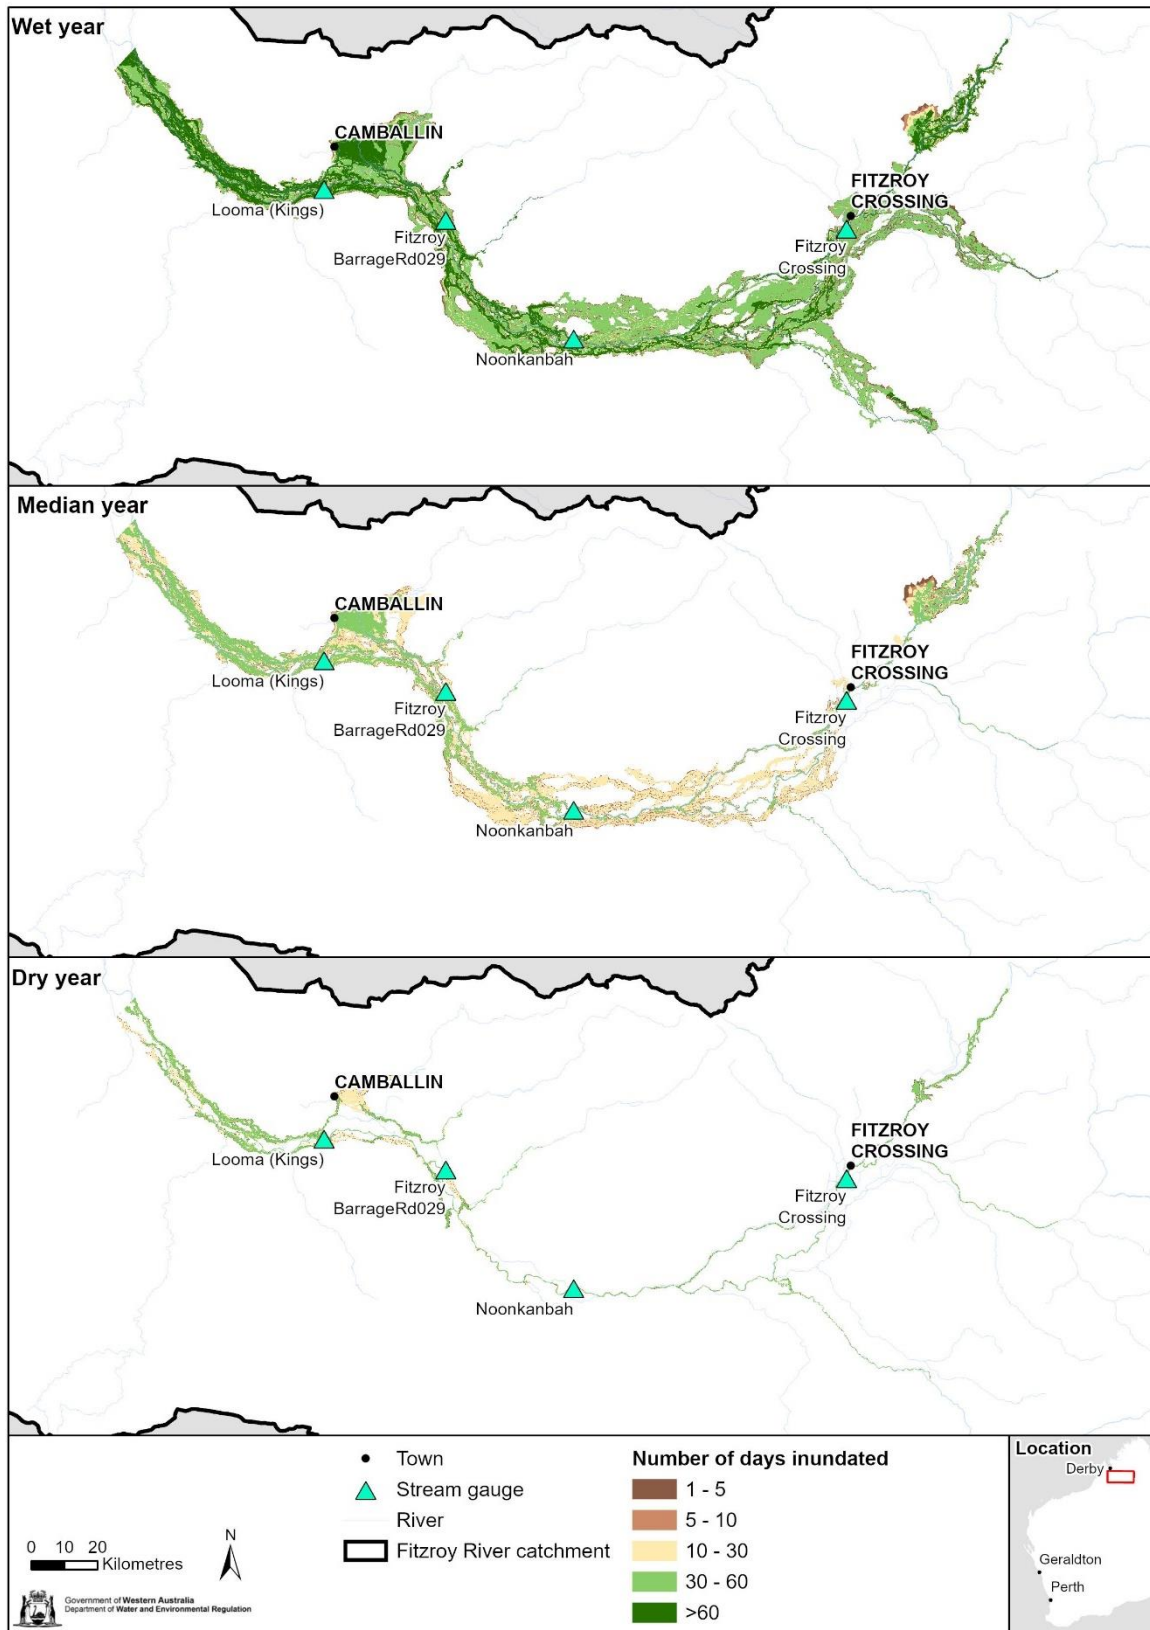 Wet year
CAMBALLIN
Looma (Kings)
Fitzroy
BarrageRd029
FITZROY
CROSSING
Fitzroy
Crossing
Noonkanbah
Median year
CAMBALLIN
Looma (Kings)
Fitzroy
BarrageRd029
FITZROY
CROSSING
Fitzroy
Crossing
Noonkanbah
Dry year
CAMBALLIN
Looma (Kings)
Fitzroy
BarrageRd029
FITZROY
CROSSING
Fitzroy
Crossing
Noonkanbah
Town
Stream gauge
River
Fitzroy River catchment
Number of days inundated
1 - 5
5 - 10
10 - 30
30 - 60
>60
0 10 20
Kilometres
N
Government of Western Australia
Department of Water and Environmental Regulation
Location
Derby
Geraldton
Perth